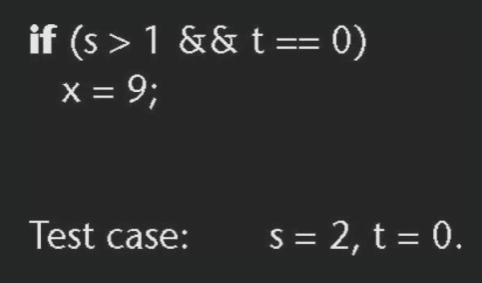 if (s > 1 && t == 0)
x = 9;
Test case: s = 2, t = 0.